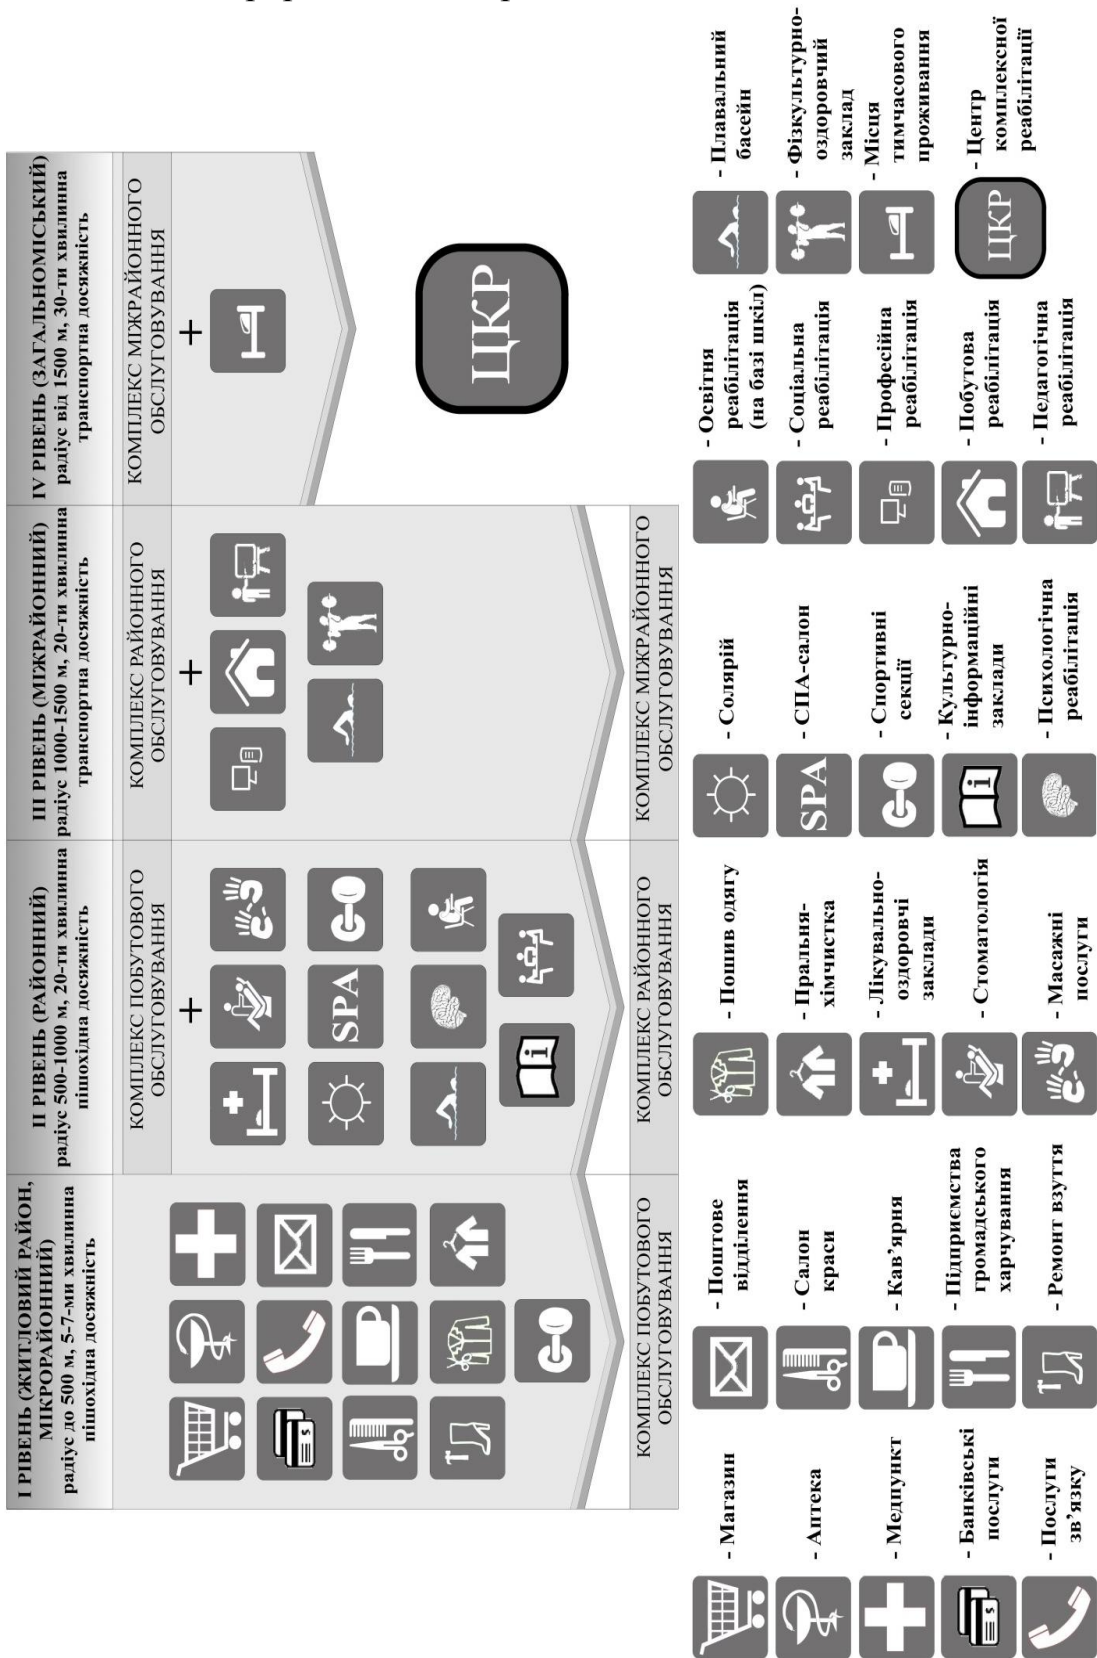 І РІВЕНЬ (ЖИТЛОВИЙ РАЙОН,
МІКРОРАЙОННИЙ)
радіус до 500 м, 5-7-ми хвилинна
пішохідна досяжність
ІІ РІВЕНЬ (РАЙОННИЙ)
радіус 500-1000 м, 20-ти хвилинна
пішохідна досяжність
ІІІ РІВЕНЬ (МІЖРАЙОННИЙ)
радіус 1000-1500 м, 20-ти хвилинна
транспортна досяжність
IV РІВЕНЬ (ЗАГАЛЬНОМІСЬКИЙ)
радіус від 1500 м, 30-ти хвилинна
транспортна досяжність
КОМПЛЕКС ПОБУТОВОГО
ОБСЛУГОВУВАННЯ
+
КОМПЛЕКС РАЙОННОГО
ОБСЛУГОВУВАННЯ
+
КОМПЛЕКС МІЖРАЙОННОГО
ОБСЛУГОВУВАННЯ
+
SPA
i
ЦКР
КОМПЛЕКС ПОБУТОВОГО
ОБСЛУГОВУВАННЯ
КОМПЛЕКС РАЙОННОГО
ОБСЛУГОВУВАННЯ
КОМПЛЕКС МІЖРАЙОННОГО
ОБСЛУГОВУВАННЯ
- Магазин
- Аптека
- Медпункт
- Банківські
послуги
- Послуги
зв’язку
- Поштове
відділення
- Салон
краси
- Кав’ярня
- Підприємства
громадського
харчування
- Ремонт взуття
- Пошив одягу
- Пральня-
хімчистка
- Лікувально-
оздоровчі
заклади
- Стоматологія
- Масажні
послуги
- Солярій
SPA
- СПА-салон
- Спортивні
секції
i
- Культурно-
інформаційні
заклади
- Психологічна
реабілітація
- Освітня
реабілітація
(на базі шкіл)
- Соціальна
реабілітація
- Професійна
реабілітація
- Побутова
реабілітація
- Педагогічна
реабілітація
- Плавальний
басейн
- Фізкультурно-
оздоровчий
заклад
- Місця
тимчасового
проживання
ЦКР
- Центр
комплексної
реабілітації